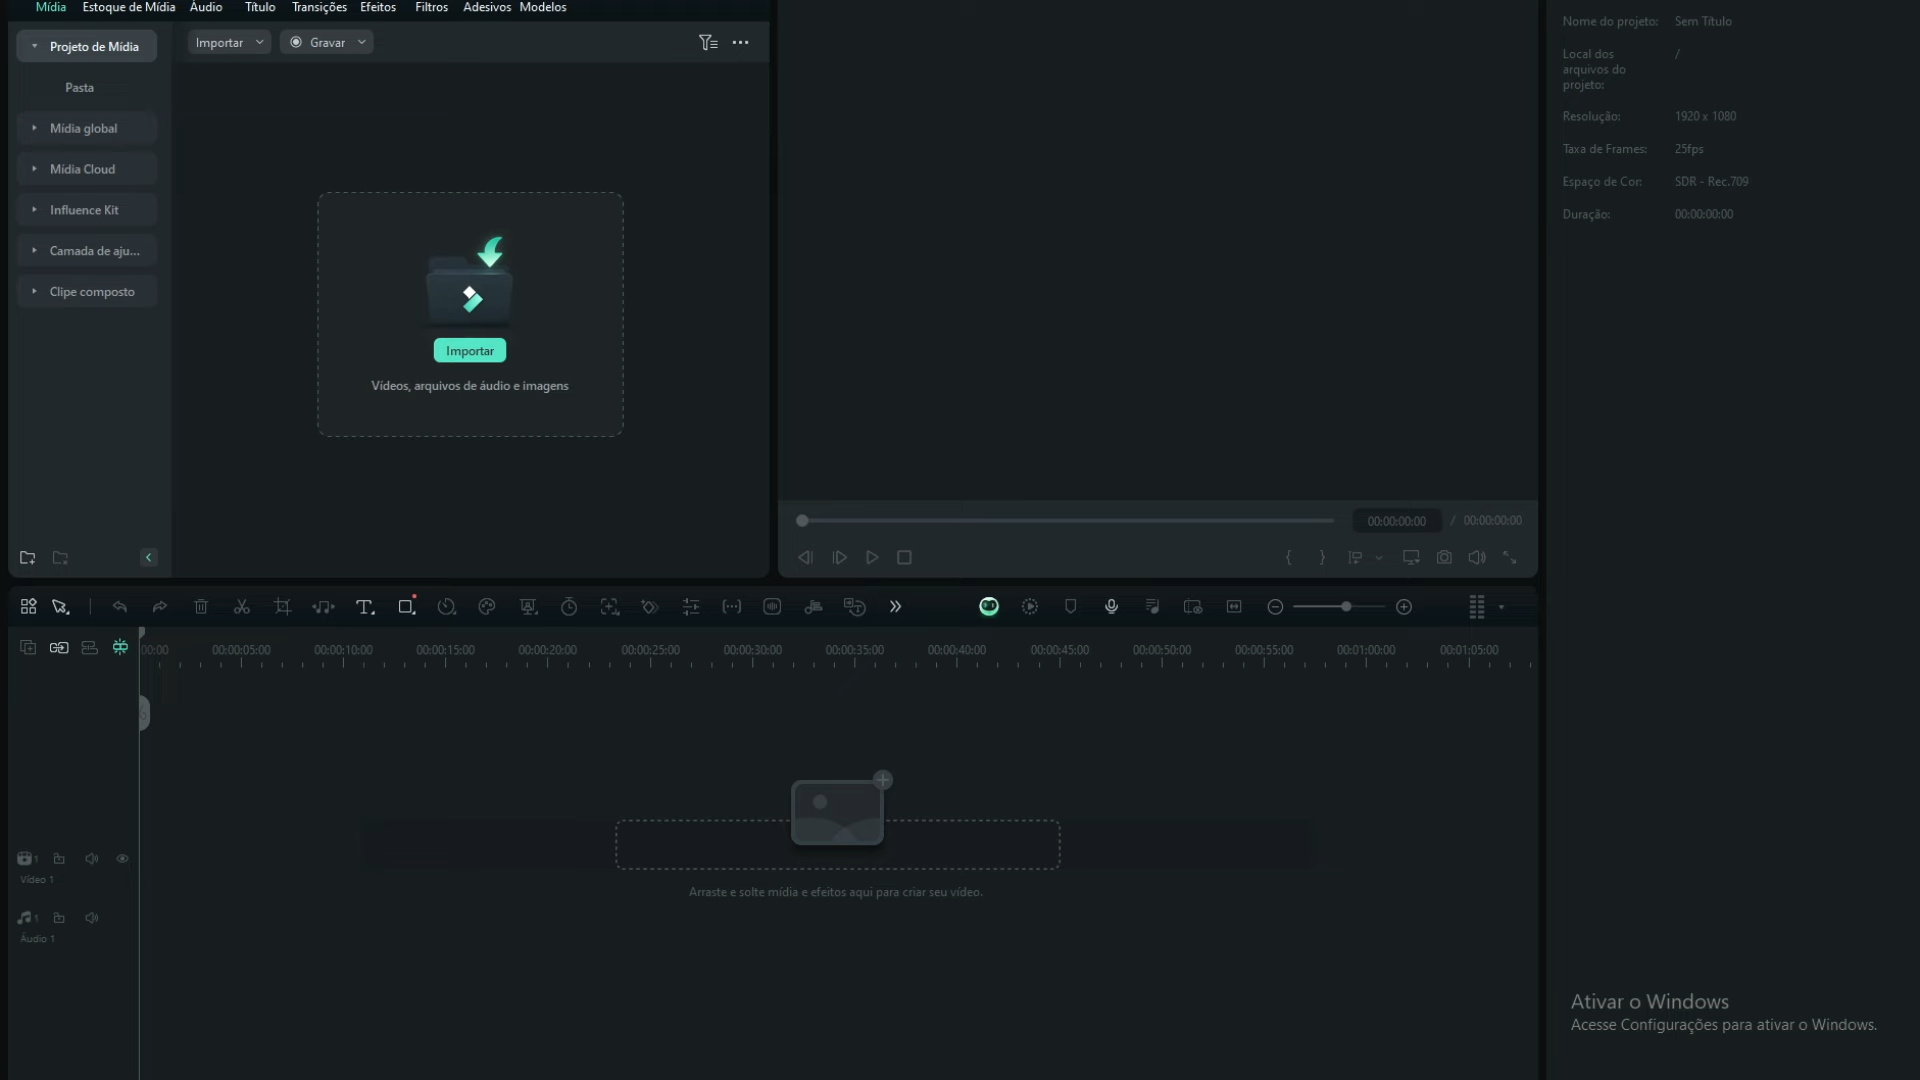 Mídia Estoque de Mídia Áudio Título Transições Efeitos Filtros Adesivos Modelos
Projeto de Mídia
Pasta
Mídia global
Mídia Cloud
Influence Kit
Camada de aju...
Clipe composto
Importar Gravar
Importar
Vídeos, arquivos de áudio e imagens
00:00:00:00 / 00:00:00:00
Nome do projeto: Sem Título
Local dos arquivos do projeto: /
Resolução: 1920 x 1080
Taxa de Frames: 25fps
Espaço de Cor: SDR - Rec.709
Duração: 00:00:00:00
00:00 00:00:05:00 00:00:10:00 00:00:15:00 00:00:20:00 00:00:25:00 00:00:30:00 00:00:35:00 00:00:40:00 00:00:45:00 00:00:50:00 00:00:55:00 00:01:00:00 00:01:05:00
1
Vídeo 1
1
Áudio 1
Arraste e solte mídia e efeitos aqui para criar seu vídeo.
Ativar o Windows
Acesse Configurações para ativar o Windows.